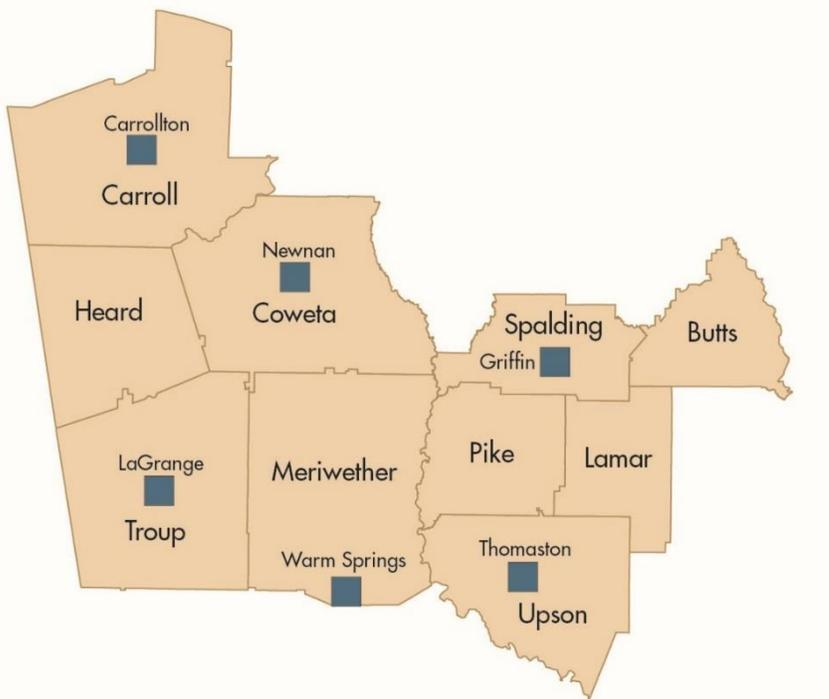 Carrollton
Carroll
Newnan
Coweta
Heard
Spalding
Griffin
Butts
LaGrange
Troup
Meriwether
Warm Springs
Pike
Lamar
Thomaston
Upson